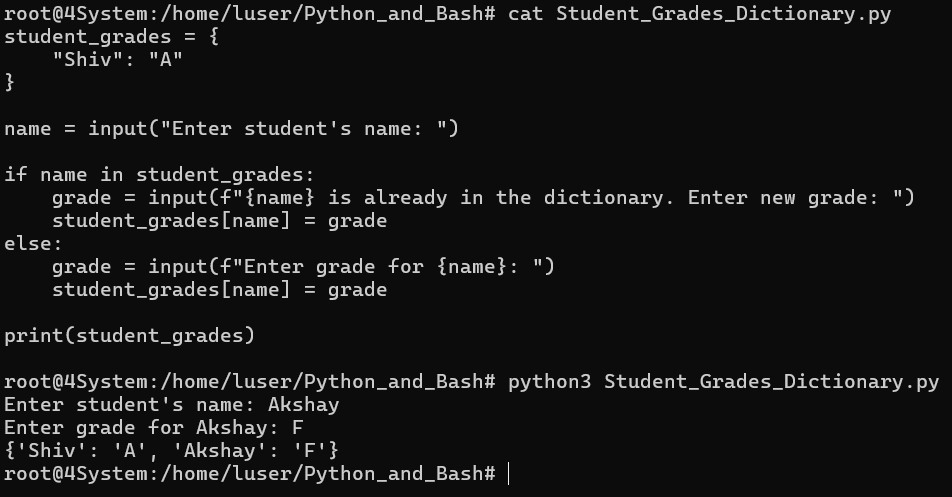 root@4System:/home/luser/Python_and_Bash# cat Student_Grades_Dictionary.py
student_grades = {
    "Shiv": "A"
}

name = input("Enter student's name: ")

if name in student_grades:
    grade = input(f"{name} is already in the dictionary. Enter new grade: ")
    student_grades[name] = grade
else:
    grade = input(f"Enter grade for {name}: ")
    student_grades[name] = grade

print(student_grades)

root@4System:/home/luser/Python_and_Bash# python3 Student_Grades_Dictionary.py
Enter student's name: Akshay
Enter grade for Akshay: F
{'Shiv': 'A', 'Akshay': 'F'}
root@4System:/home/luser/Python_and_Bash#